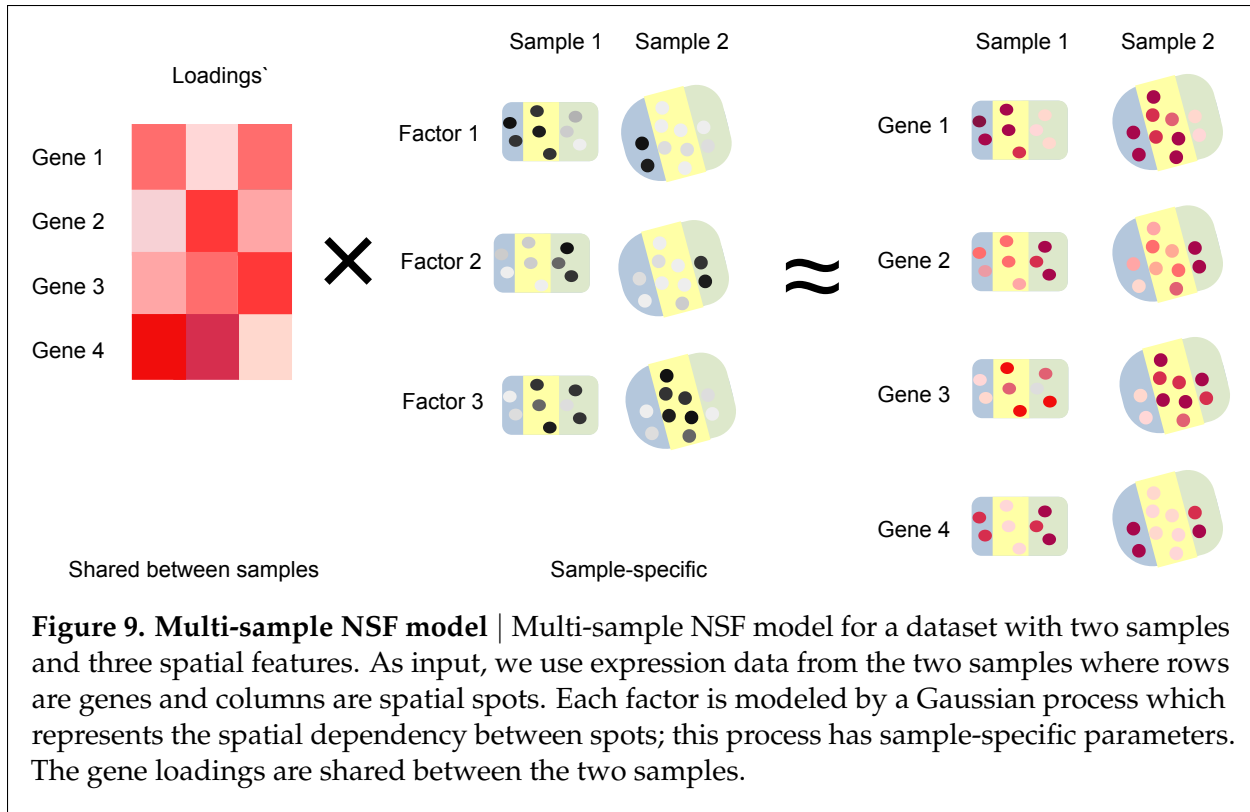 Sample 1 Sample 2 Sample 1 Sample 2
Loadings`
Gene 1 Factor 1 Gene 1
Gene 2 Factor 2 Gene 2
Gene 3 Factor 3 Gene 3
Gene 4 Gene 4
× ≈
Shared between samples Sample-specific
Figure 9. Multi-sample NSF model | Multi-sample NSF model for a dataset with two samples
and three spatial features. As input, we use expression data from the two samples where rows
are genes and columns are spatial spots. Each factor is modeled by a Gaussian process which
represents the spatial dependency between spots; this process has sample-specific parameters.
The gene loadings are shared between the two samples.